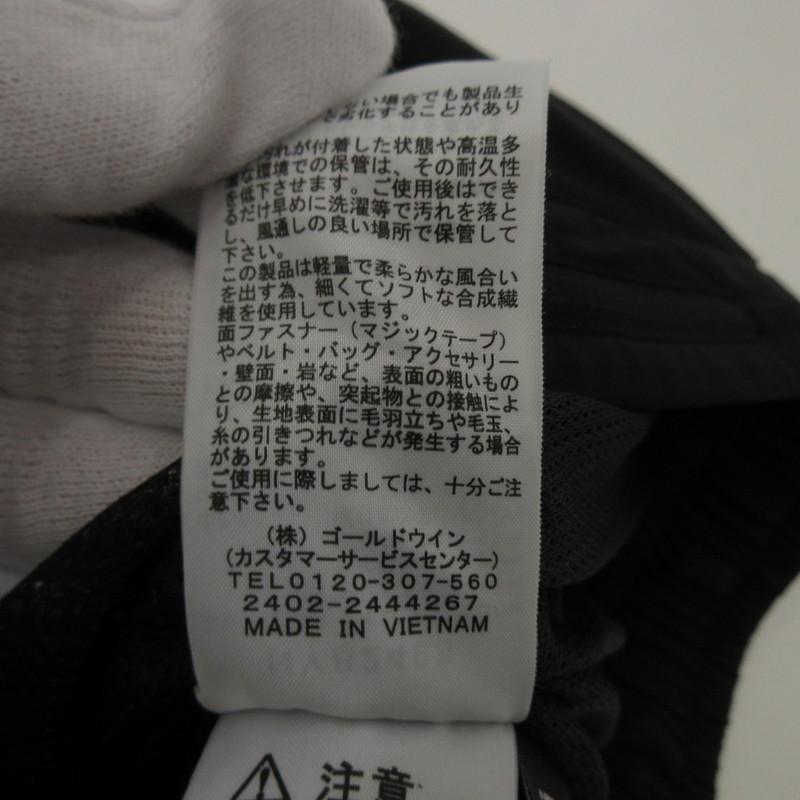 い場合でも製品生
劣化することがあり
汚れが付着した状態や高温多
な環境での保管は、その耐久性
を低下させます。ご使用後はでき
るだけ早めに洗濯等で汚れを落と
し、風通しの良い場所で保管して
下さい。
この製品は軽量で柔らかな風合い
を出す為、細くてソフトな合成繊
維を使用しています。
面ファスナー（マジックテープ）
やベルト・バッグ・アクセサリー
・壁面・岩など、表面の粗いもの
との摩擦や、突起物との接触によ
り、生地表面に毛羽立ちや毛玉、
糸の引きつれなどが発生する場合
があります。
ご使用に際しましては、十分ご注
意下さい。
（株）ゴールドウイン
（カスタマーサービスセンター）
TEL0120-307-560
2402-2444267
MADE IN VIETNAM
注意